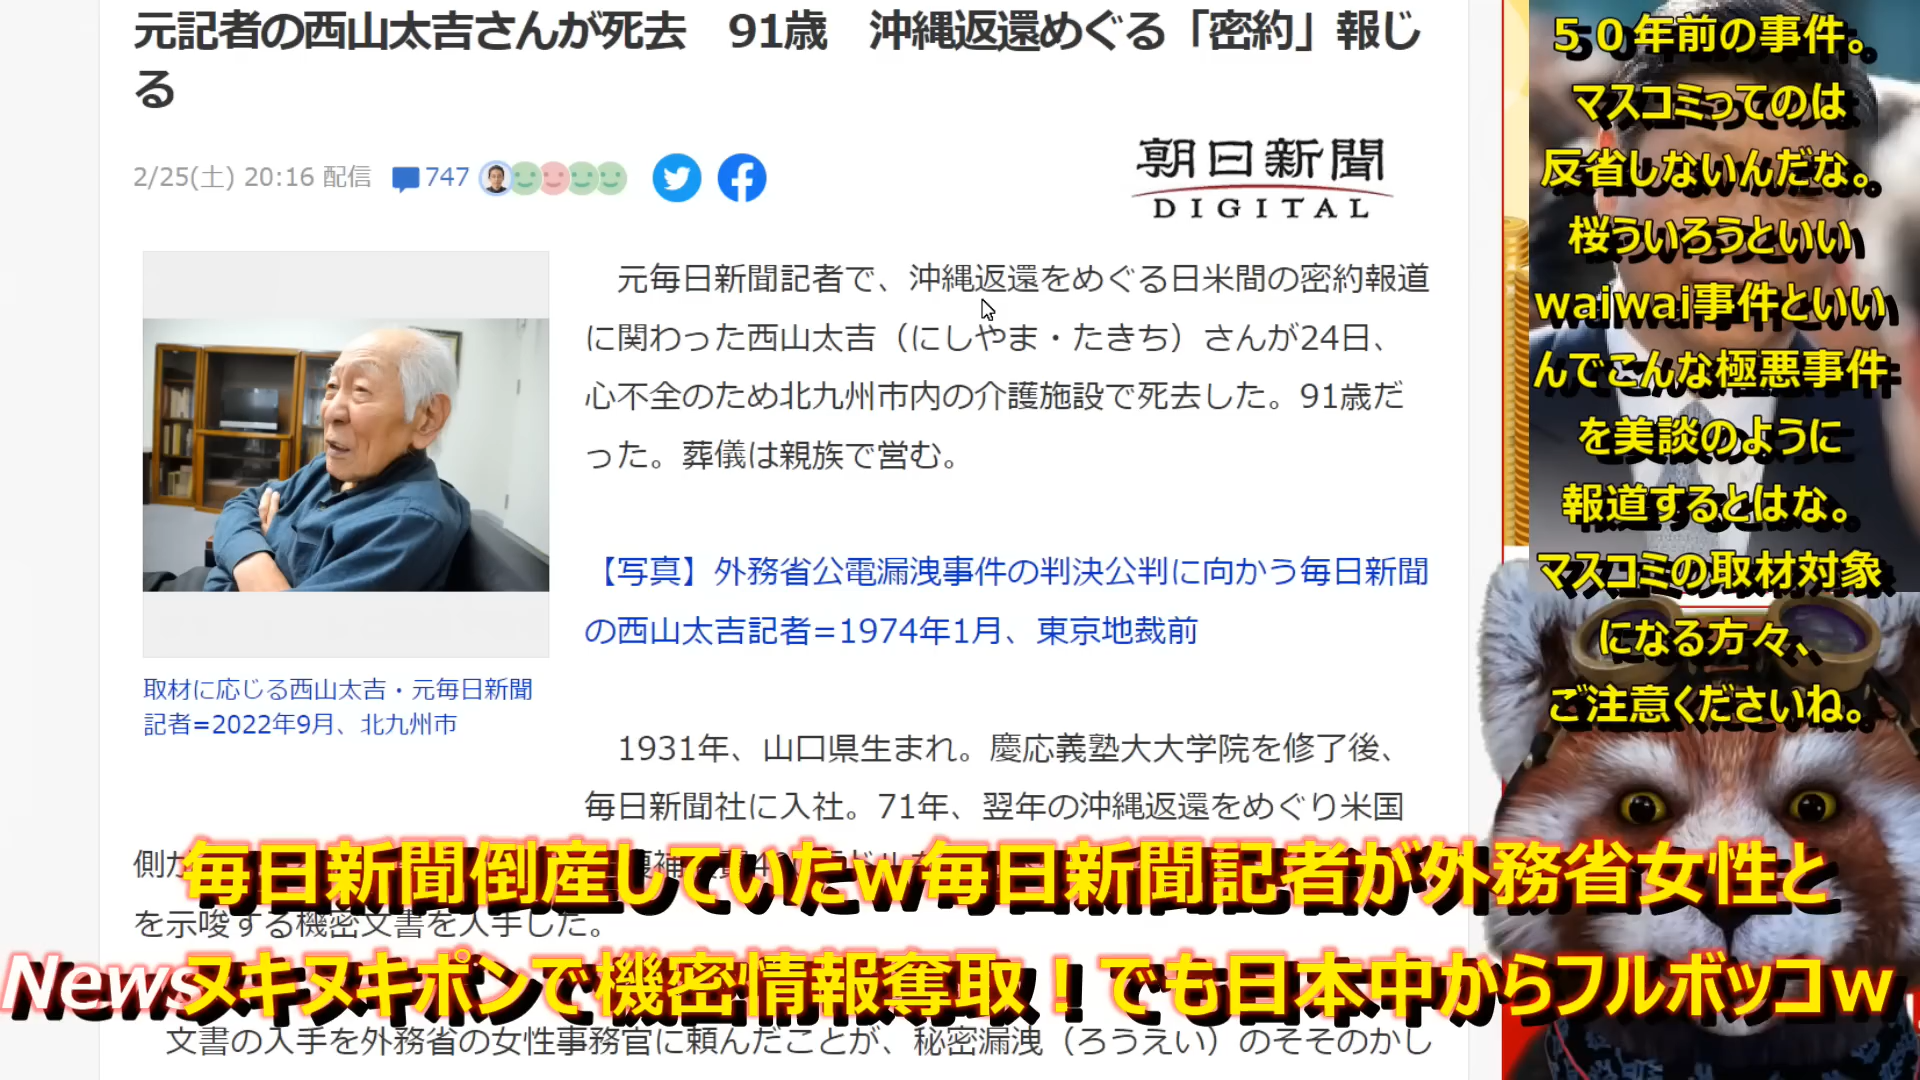 元記者の西山太吉さんが死去　91歳　沖縄返還めぐる「密約」報じ
る
2/25(土) 20:16 配信
747
朝日新聞
DIGITAL
　元毎日新聞記者で、沖縄返還をめぐる日米間の密約報道
に関わった西山太吉（にしやま・たきち）さんが24日、
心不全のため北九州市内の介護施設で死去した。91歳だ
った。葬儀は親族で営む。
【写真】外務省公電漏洩事件の判決公判に向かう毎日新聞
の西山太吉記者=1974年1月、東京地裁前
取材に応じる西山太吉・元毎日新聞
記者=2022年9月、北九州市
　1931年、山口県生まれ。慶応義塾大大学院を修了後、
毎日新聞社に入社。71年、翌年の沖縄返還をめぐり米国
側が
を示唆する機密文書を入手した。
　文書の入手を外務省の女性事務官に頼んだことが、秘密漏洩（ろうえい）のそそのかし
５０年前の事件。
マスコミってのは
反省しないんだな。
桜ういろうといい
waiwai事件といい
んでこんな極悪事件
を美談のように
報道するとはな。
マスコミの取材対象
になる方々、
ご注意くださいね。
毎日新聞倒産していたw毎日新聞記者が外務省女性と
News
ヌキヌキポンで機密情報奪取！でも日本中からフルボッコw